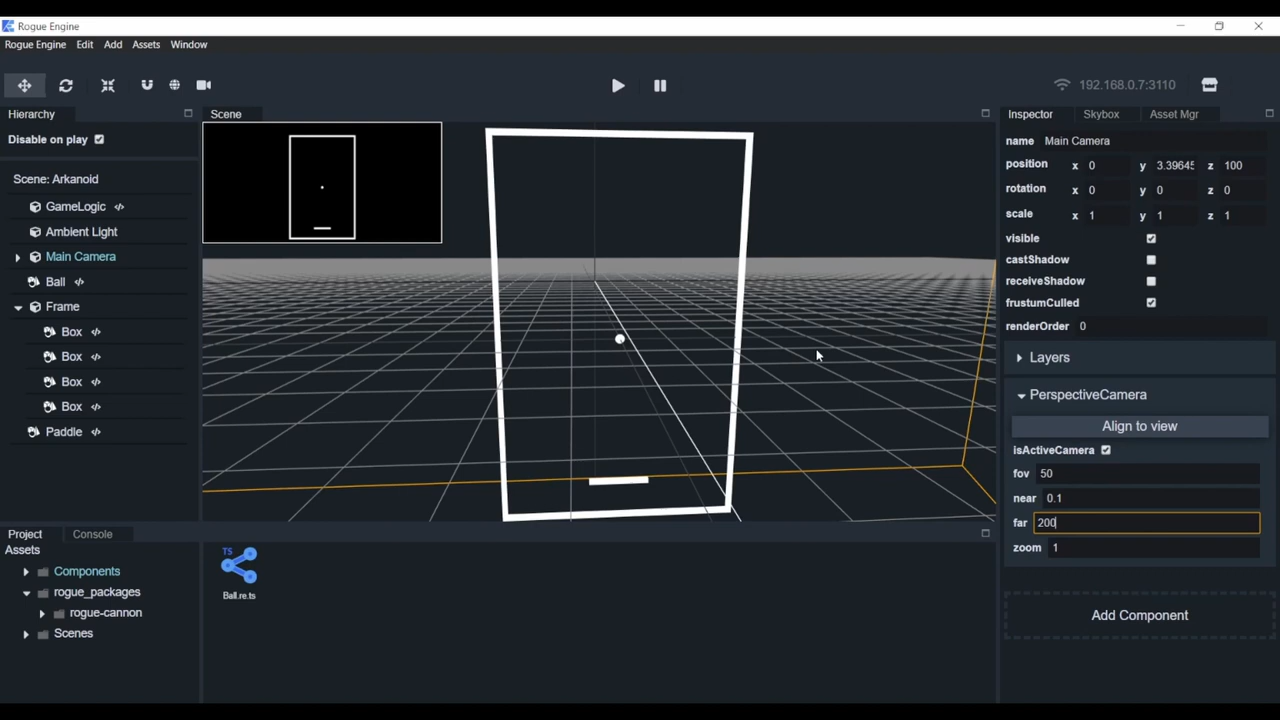 Rogue Engine
Rogue Engine Edit Add Assets Window
192.168.0.7:3110
Hierarchy
Disable on play
Scene: Arkanoid
GameLogic
Ambient Light
Main Camera
Ball
Frame
Box
Box
Box
Box
Paddle
Scene
Inspector Skybox Asset Mgr
name Main Camera
position x 0 y 3.39645 z 100
rotation x 0 y 0 z 0
scale x 1 y 1 z 1
visible
castShadow
receiveShadow
frustumCulled
renderOrder 0
Layers
PerspectiveCamera
Align to view
isActiveCamera
fov 50
near 0.1
far 200
zoom 1
Add Component
Project Console
Assets
Components
rogue_packages
rogue-cannon
Scenes
TS
Ball.re.ts